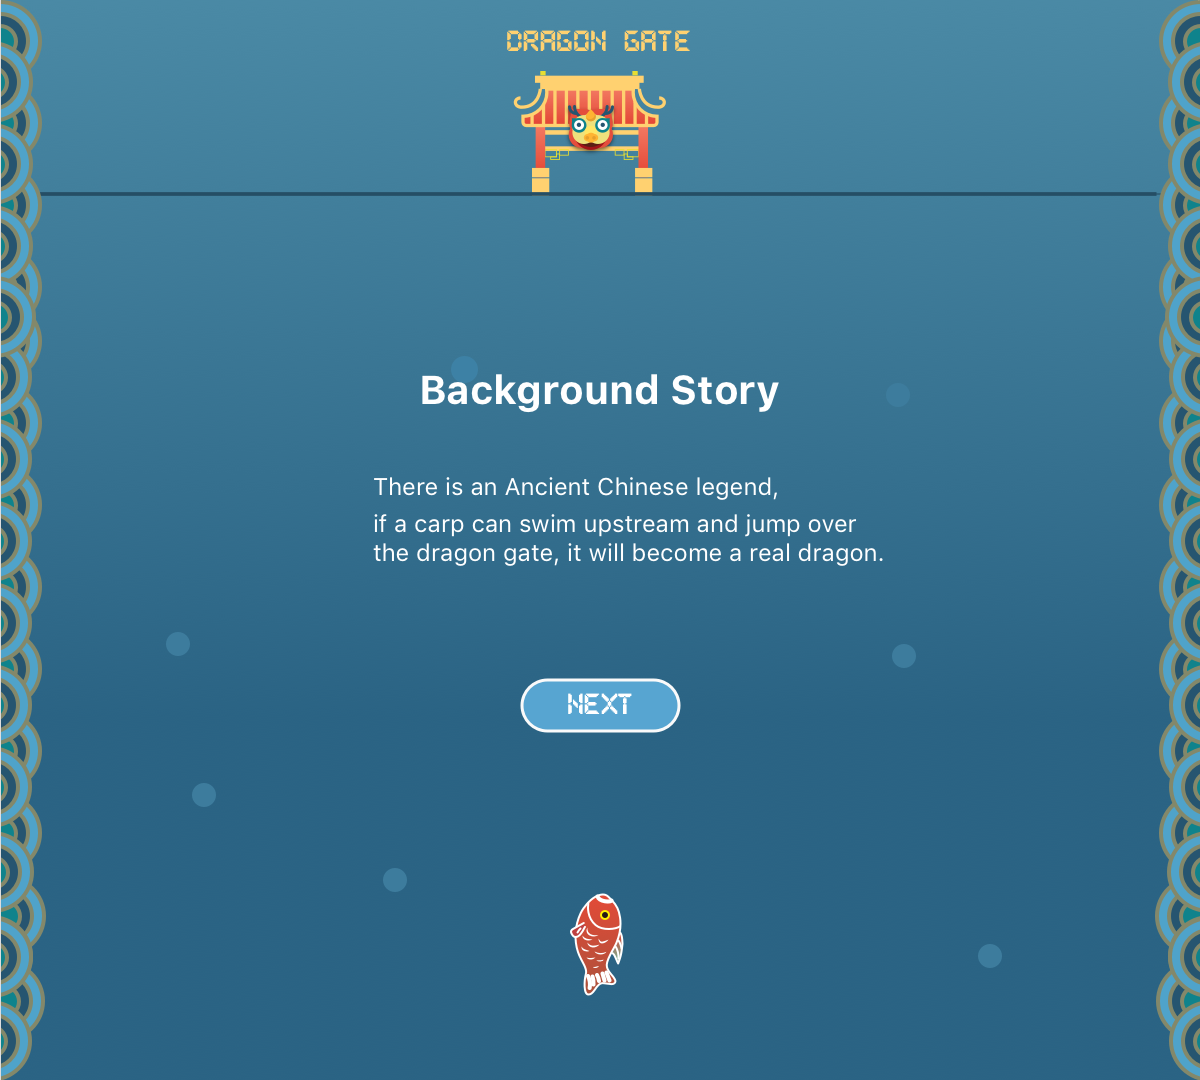 DRAGON GATE
Background Story
There is an Ancient Chinese legend,
if a carp can swim upstream and jump over
the dragon gate, it will become a real dragon.
NEXT